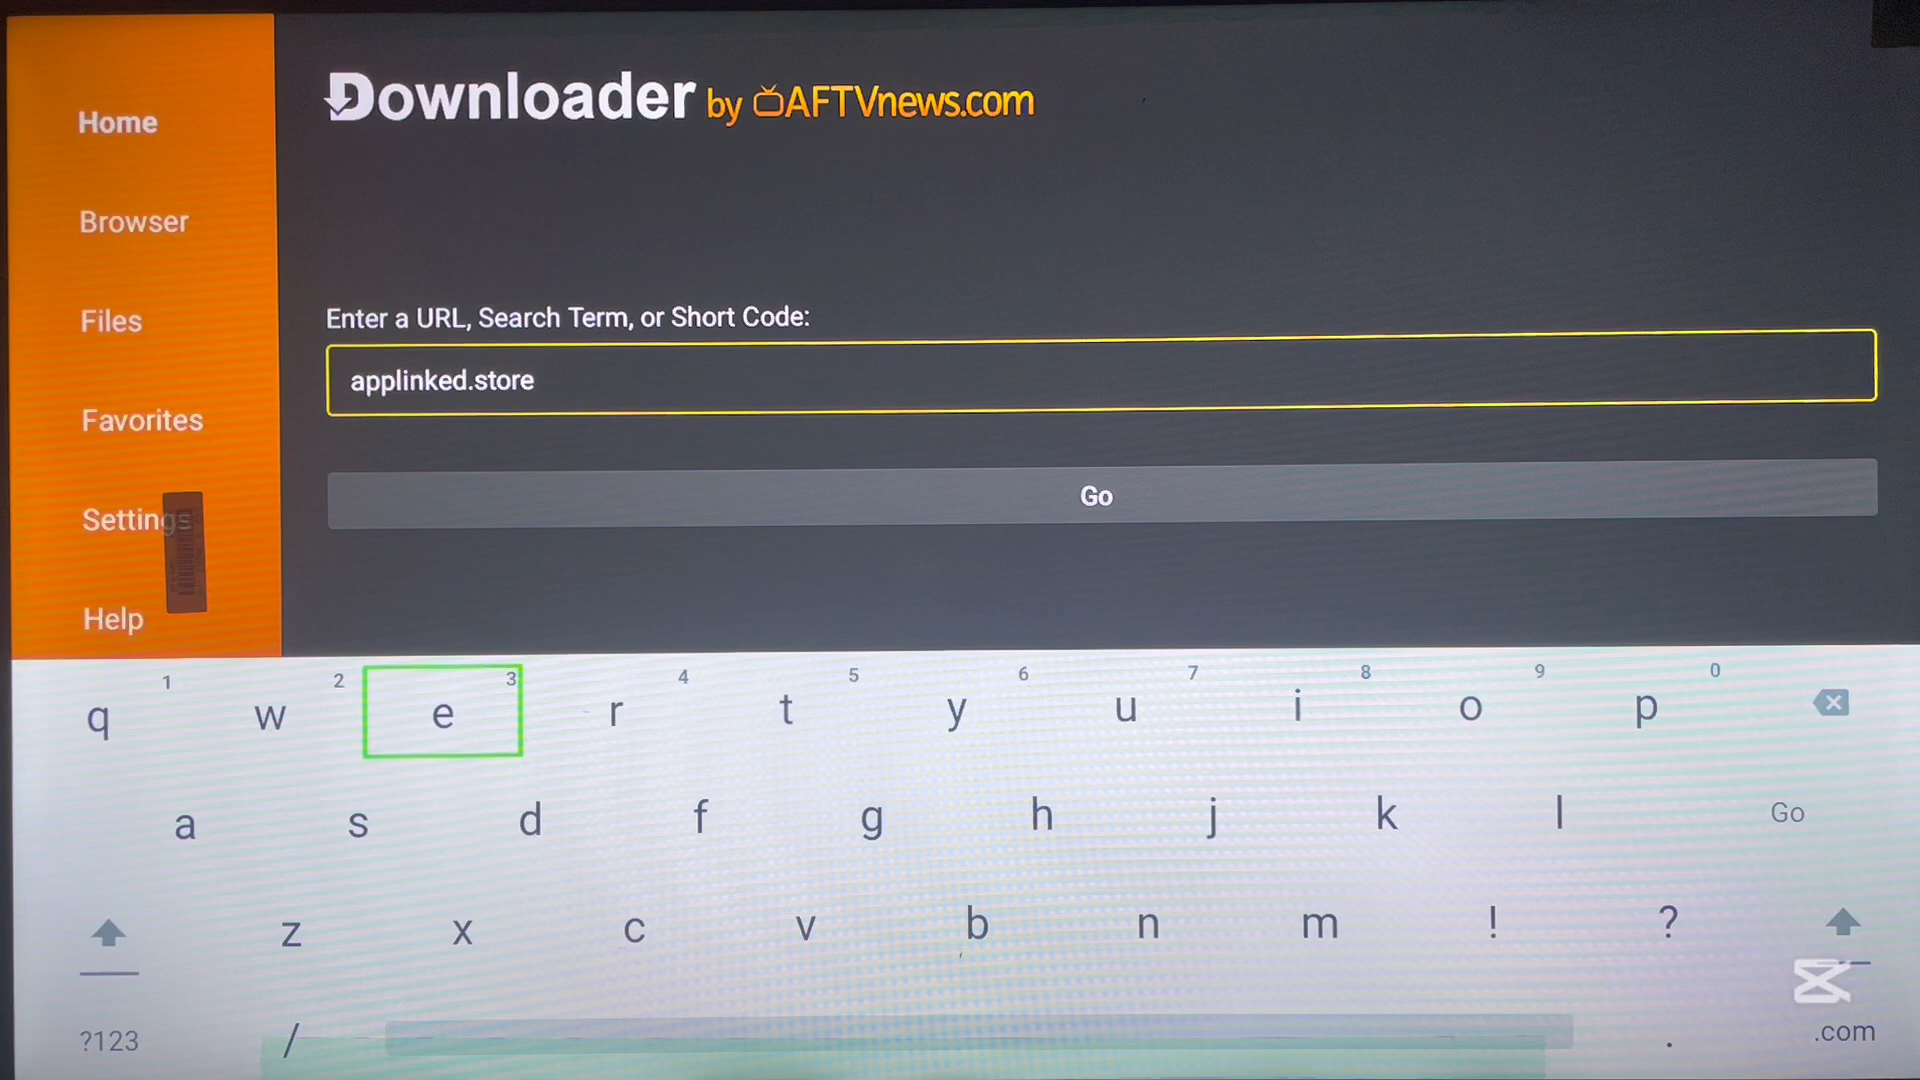 Home
Browser
Files
Favorites
Settings
Help
Downloader by AFTVnews.com
Enter a URL, Search Term, or Short Code:
applinked.store
Go
1 2 3 4 5 6 7 8 9 0
q w e r t y u i o p
a s d f g h j k l Go
z x c v b n m ! ?
?123 / . .com